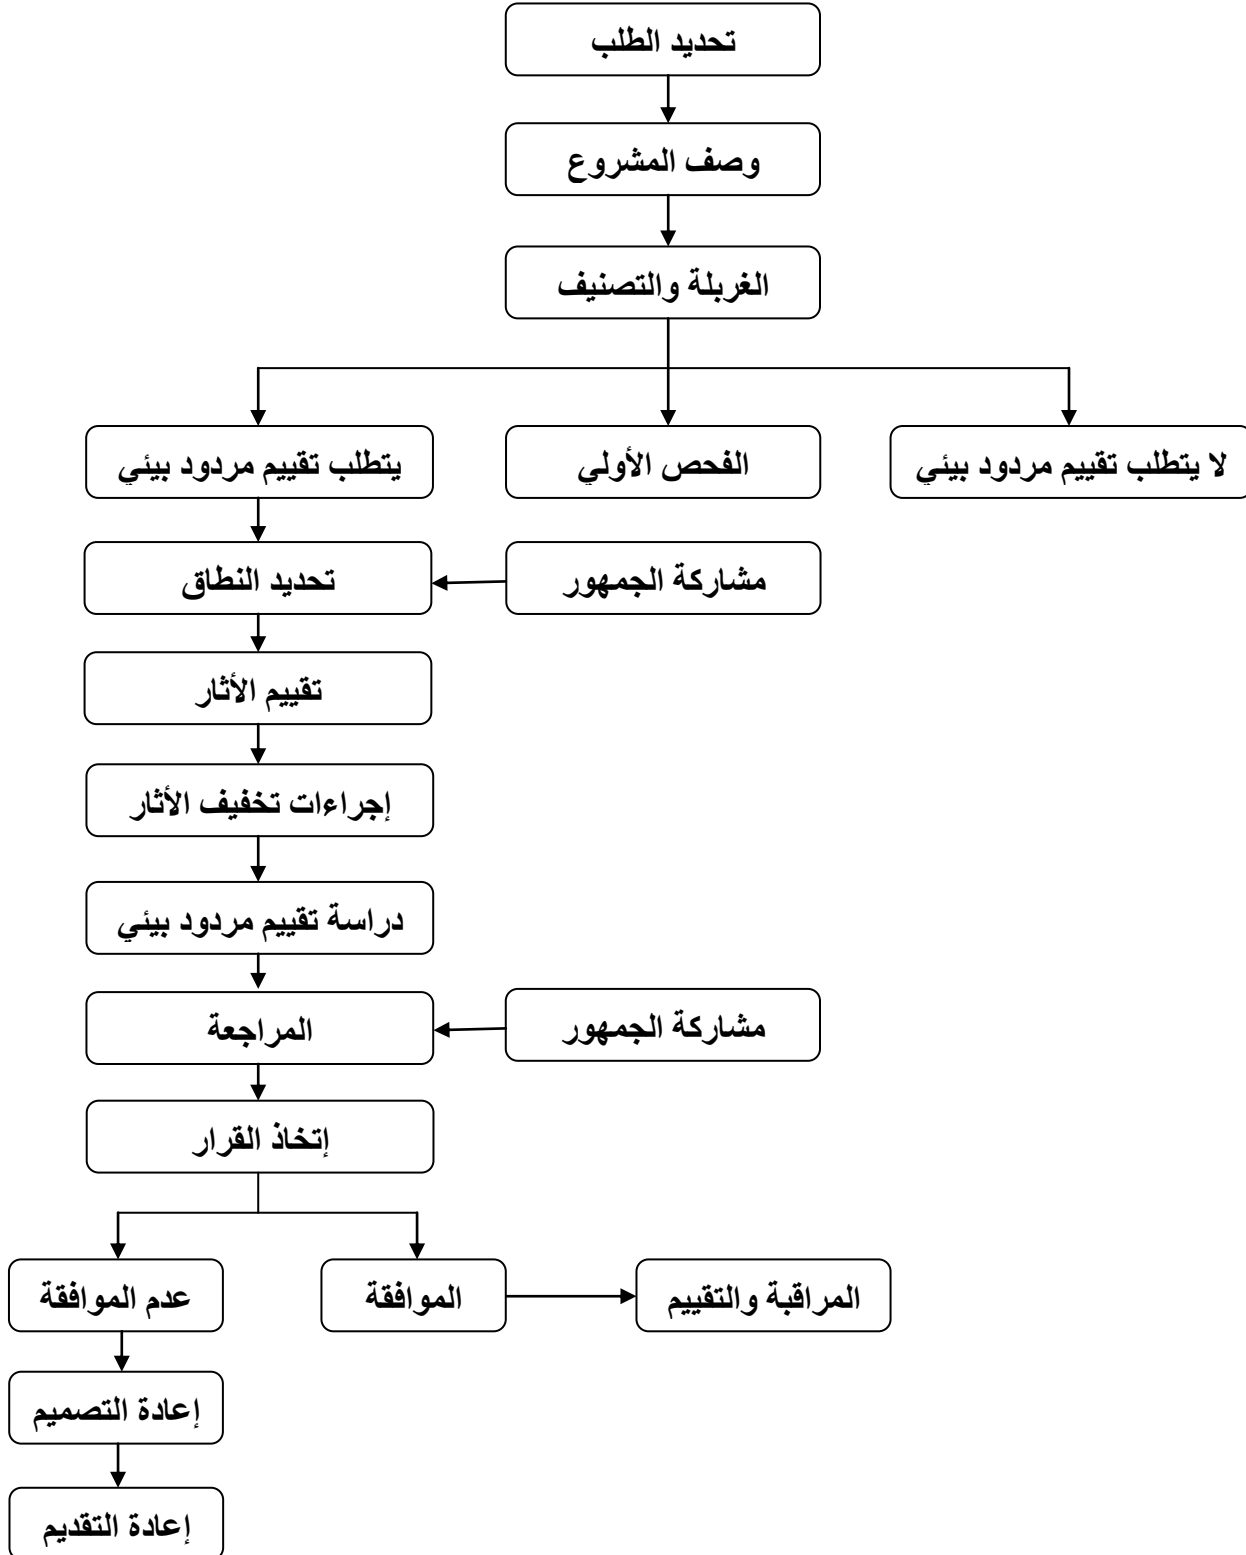 تحديد الطلب
وصف المشروع
الغربلة والتصنيف
لا يتطلب تقييم مردود بيئي
الفحص الأولي
يتطلب تقييم مردود بيئي
مشاركة الجمهور
تحديد النطاق
تقييم الأثار
إجراءات تخفيف الأثار
دراسة تقييم مردود بيئي
مشاركة الجمهور
المراجعة
إتخاذ القرار
المراقبة والتقييم
الموافقة
عدم الموافقة
إعادة التصميم
إعادة التقديم